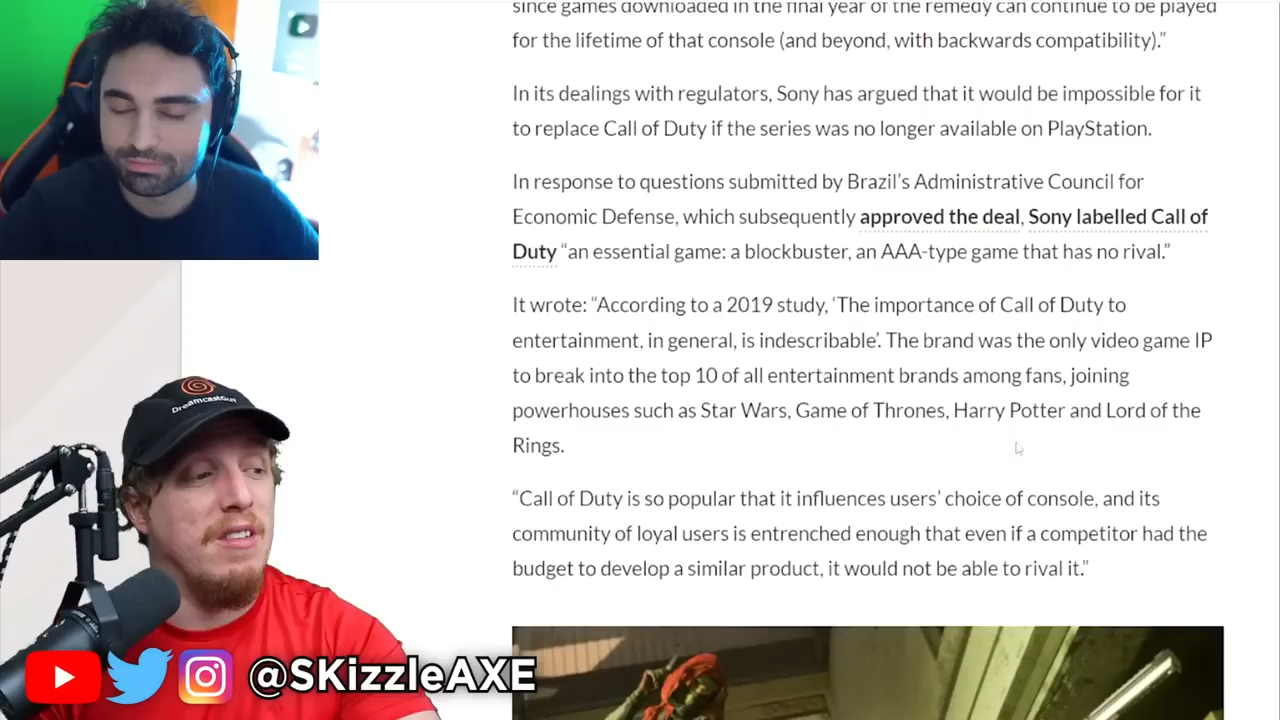 since games downloaded in the final year of the remedy can continue to be played
for the lifetime of that console (and beyond, with backwards compatibility).”
In its dealings with regulators, Sony has argued that it would be impossible for it
to replace Call of Duty if the series was no longer available on PlayStation.
In response to questions submitted by Brazil’s Administrative Council for
Economic Defense, which subsequently approved the deal, Sony labelled Call of
Duty “an essential game: a blockbuster, an AAA-type game that has no rival.”
It wrote: “According to a 2019 study, ‘The importance of Call of Duty to
entertainment, in general, is indescribable’. The brand was the only video game IP
to break into the top 10 of all entertainment brands among fans, joining
powerhouses such as Star Wars, Game of Thrones, Harry Potter and Lord of the
Rings.
“Call of Duty is so popular that it influences users’ choice of console, and its
community of loyal users is entrenched enough that even if a competitor had the
budget to develop a similar product, it would not be able to rival it.”
DreamcastGuy
@SKizzleAXE